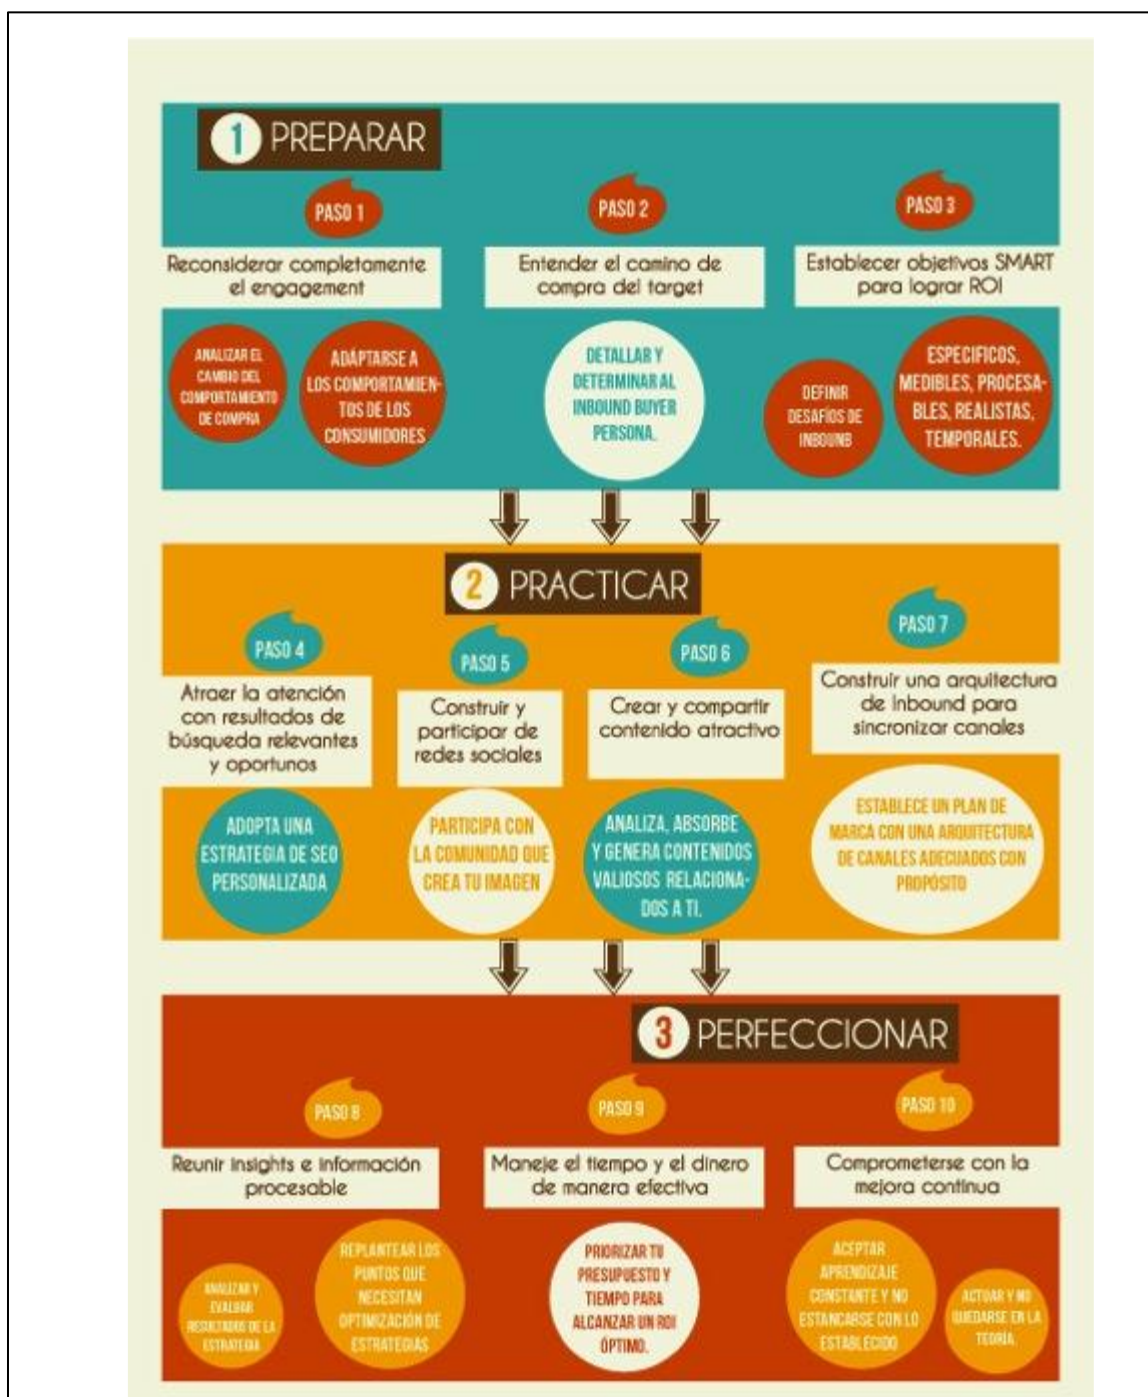 1 PREPARAR
PASO 1
Reconsiderar completamente
el engagement
ANALIZAR EL
CAMBIO DEL
COMPORTAMIENTO
DE COMPRA
ADÁPTARSE A
LOS COMPORTAMIEN-
TOS DE LOS
CONSUMIDORES
PASO 2
Entender el camino de
compra del target
DETALLAR Y
DETERMINAR AL
INBOUND BUYER
PERSONA.
PASO 3
Establecer objetivos SMART
para lograr ROI
DEFINIR
DESAFÍOS DE
INBOUNB
ESPECIFICOS,
MEDIBLES, PROCESA-
BLES, REALISTAS,
TEMPORALES.
2 PRACTICAR
PASO 4
Atraer la atención
con resultados de
búsqueda relevantes
y oportunos
ADOPTA UNA
ESTRATEGIA DE SEO
PERSONALIZADA
PASO 5
Construir y
participar de
redes sociales
PARTICIPA CON
LA COMUNIDAD QUE
CREA TU IMAGEN
PASO 6
Crear y compartir
contenido atractivo
ANALIZA, ABSORBE
Y GENERA CONTENIDOS
VALIOSOS RELACIONA-
DOS A TI.
PASO 7
Construir una arquitectura
de Inbound para
sincronizar canales
ESTABLECE UN PLAN DE
MARCA CON UNA ARQUITECTURA
DE CANALES ADECUADOS CON
PROPÓSITO
3 PERFECCIONAR
PASO 8
Reunir insights e información
procesable
ANALIZAR Y
EVALUAR
RESULTADOS DE LA
ESTRATEGIA
REPLANTEAR LOS
PUNTOS QUE
NECESITAN
OPTIMIZACIÓN DE
ESTRATEGIAS
PASO 9
Maneje el tiempo y el dinero
de manera efectiva
PRIORIZAR TU
PRESUPUESTO Y
TIEMPO PARA
ALCANZAR UN ROI
ÓPTIMO.
PASO 10
Comprometerse con la
mejora continua
ACEPTAR
APRENDIZAJE
CONSTANTE Y NO
ESTANCARSE CON LO
ESTABLECIDO
ACTUAR Y NO
QUEDARSE EN LA
TEORÍA.